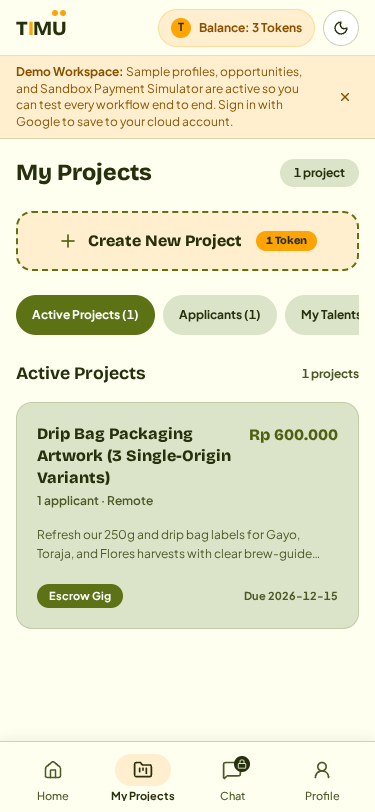 TIMU
T Balance: 3 Tokens
Demo Workspace: Sample profiles, opportunities,
and Sandbox Payment Simulator are active so you
can test every workflow end to end. Sign in with
Google to save to your cloud account.
My Projects
1 project
Create New Project
1 Token
Active Projects (1)
Applicants (1)
My Talents
Active Projects
1 projects
Drip Bag Packaging
Artwork (3 Single-Origin
Variants)
Rp 600.000
1 applicant · Remote
Refresh our 250g and drip bag labels for Gayo,
Toraja, and Flores harvests with clear brew-guide…
Escrow Gig
Due 2026-12-15
Home
My Projects
Chat
Profile